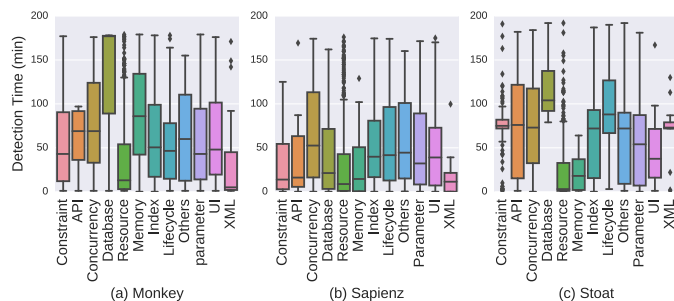 Detection Time (min)
200
150
100
50
0
Constraint
API
Concurrency
Database
Resource
Memory
Index
Lifecycle
Others
parameter
UI
XML
(a) Monkey
200
150
100
50
0
Constraint
API
Concurrency
Database
Resource
Memory
Index
Lifecycle
Others
Parameter
UI
XML
(b) Sapienz
200
150
100
50
0
Constraint
API
Concurrency
Database
Resource
Memory
Index
Lifecycle
Others
Parameter
UI
XML
(c) Stoat